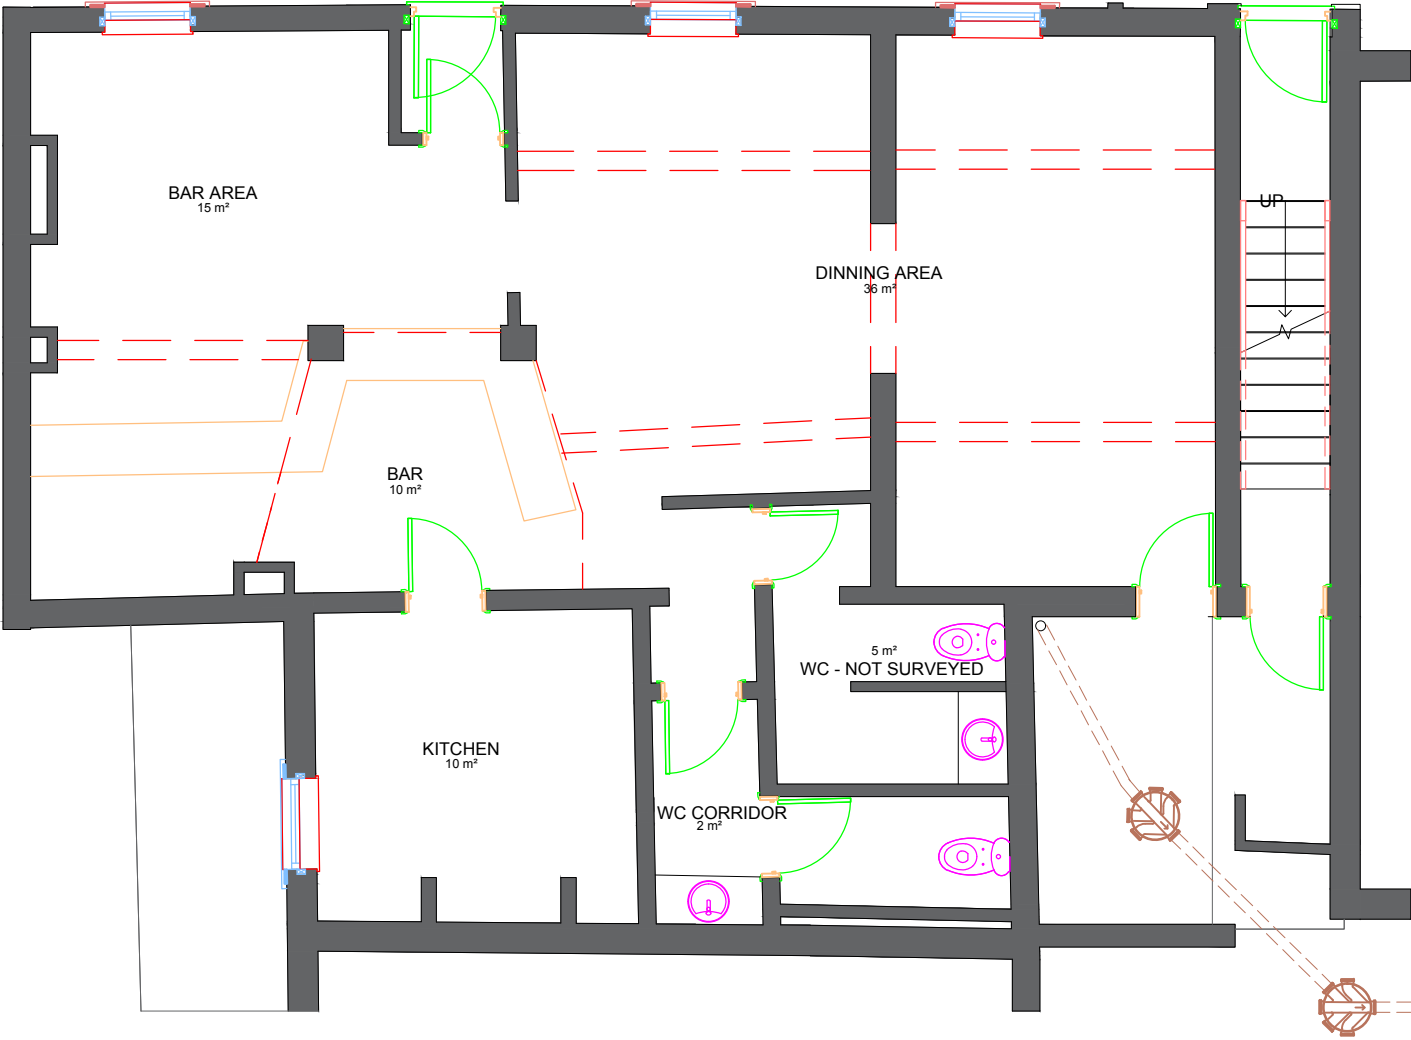 BAR AREA
15 m²
UP
DINNING AREA
36 m²
BAR
10 m²
5 m²
WC - NOT SURVEYED
KITCHEN
10 m²
WC CORRIDOR
2 m²